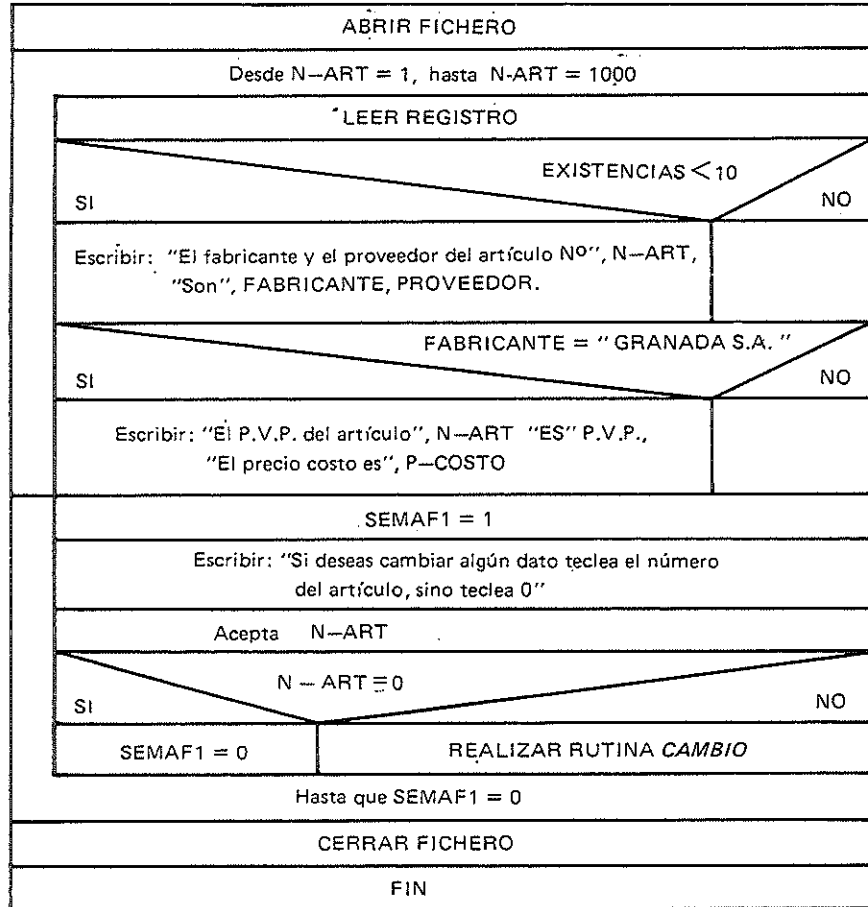 ABRIR FICHERO
Desde N—ART = 1, hasta N-ART = 1000
LEER REGISTRO
EXISTENCIAS < 10
SI
NO
Escribir: "El fabricante y el proveedor del artículo Nº", N—ART,
"Son", FABRICANTE, PROVEEDOR.
FABRICANTE = "GRANADA S.A."
SI
NO
Escribir: "El P.V.P. del artículo", N—ART "ES" P.V.P.,
"El precio costo es", P—COSTO
SEMAF1 = 1
Escribir: "Si deseas cambiar algún dato teclea el número
del artículo, sino teclea 0"
Acepta N—ART
N — ART = 0
SI
NO
SEMAF1 = 0
REALIZAR RUTINA CAMBIO
Hasta que SEMAF1 = 0
CERRAR FICHERO
FIN